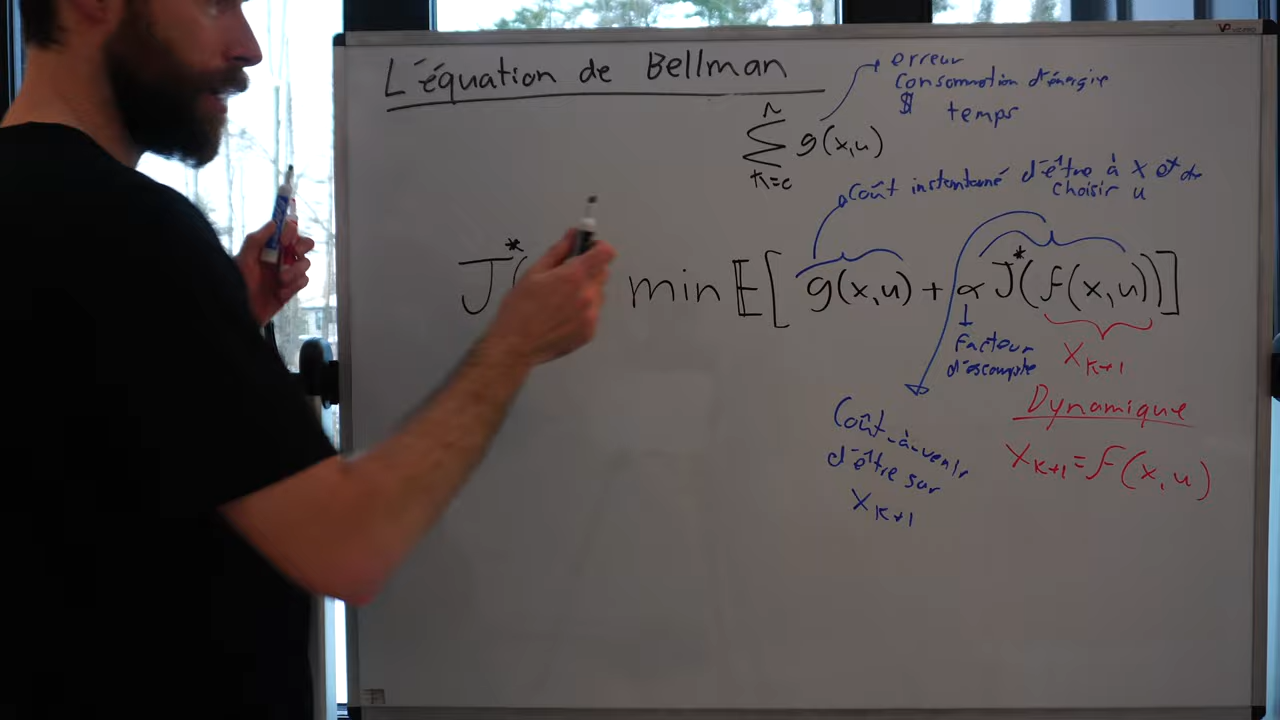 L'équation de Bellman
erreur
Consommation d'énergie
$ temps
N
∑ g(x,u)
K=0
Coût instantané d'être à x et de
choisir u
J*( min E[ g(x,u) + α J*(f(x,u))]
Facteur
d'escompte
x K+1
Dynamique
x K+1 = f(x,u)
Coût-à-venir
d'être sur
x K+1